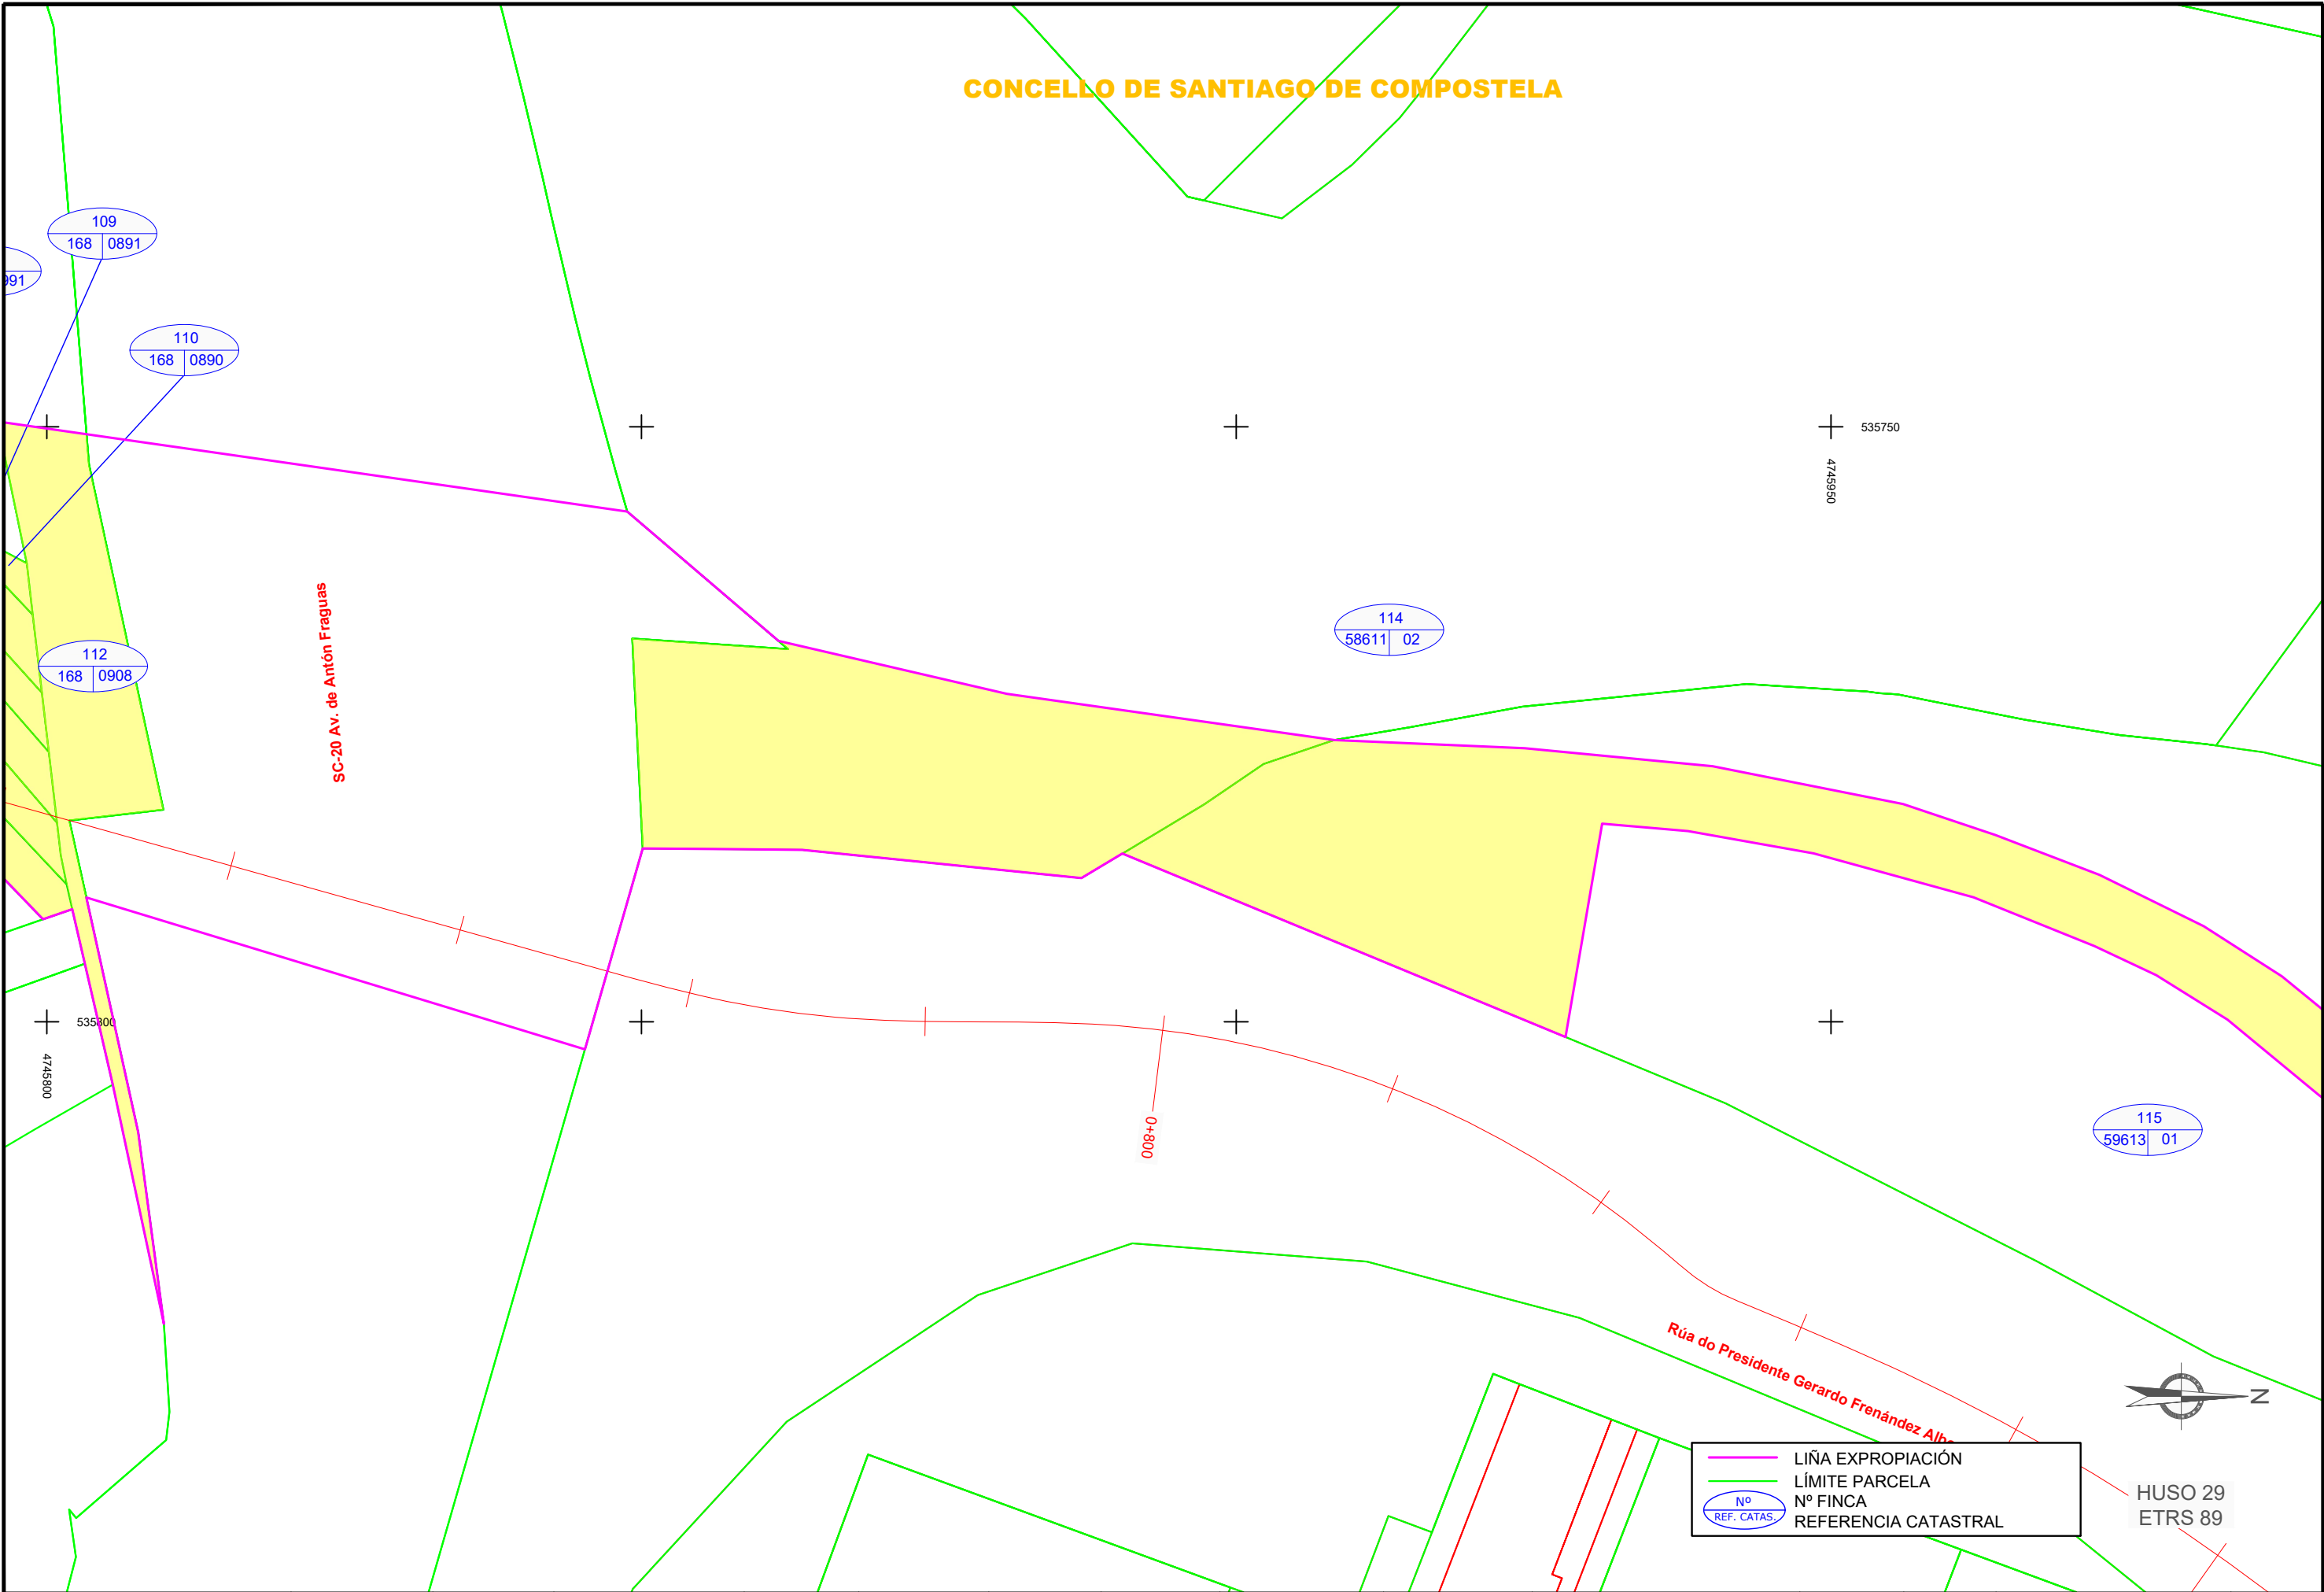 CONCELLO DE SANTIAGO DE COMPOSTELA
109
168 0891
991
110
168 0890
535750
4745950
SC-20 Av. de Antón Fraguas
114
58611 02
112
168 0908
535800
4745800
0+800
115
59613 01
Rúa do Presidente Gerardo Frenández
N
LIÑA EXPROPIACIÓN
LÍMITE PARCELA
Nº
REF. CATAS.
Nº FINCA
REFERENCIA CATASTRAL
HUSO 29
ETRS 89